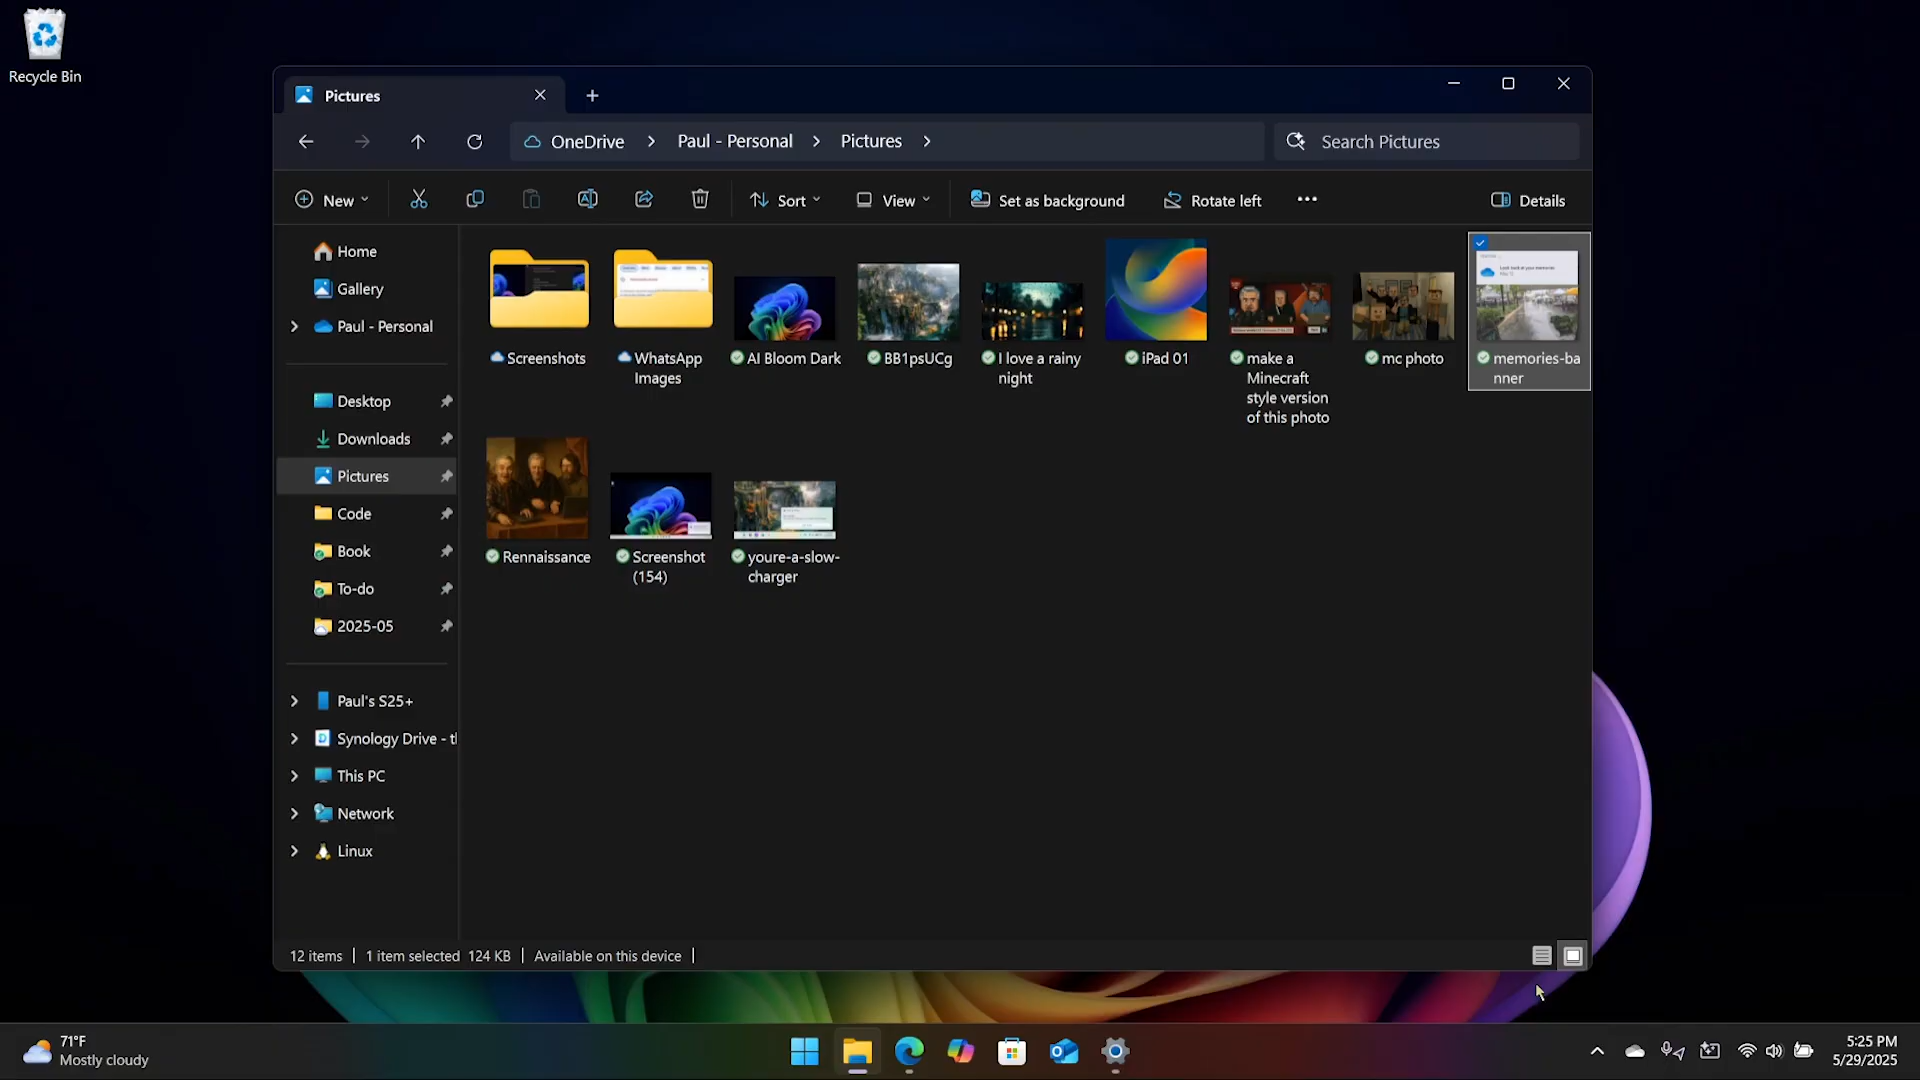 Recycle Bin
Pictures
OneDrive
Paul - Personal
Pictures
Search Pictures
New
Sort
View
Set as background
Rotate left
Details
Home
Gallery
Paul - Personal
Desktop
Downloads
Pictures
Code
Book
To-do
2025-05
Paul's S25+
Synology Drive - t
This PC
Network
Linux
Screenshots
WhatsApp
Images
AI Bloom Dark
BB1psUCg
I love a rainy
night
iPad 01
make a
Minecraft
style version
of this photo
mc photo
memories-ba
nner
Rennaissance
Screenshot
(154)
youre-a-slow-
charger
12 items
1 item selected 124 KB
Available on this device
71°F
Mostly cloudy
5:25 PM
5/29/2025